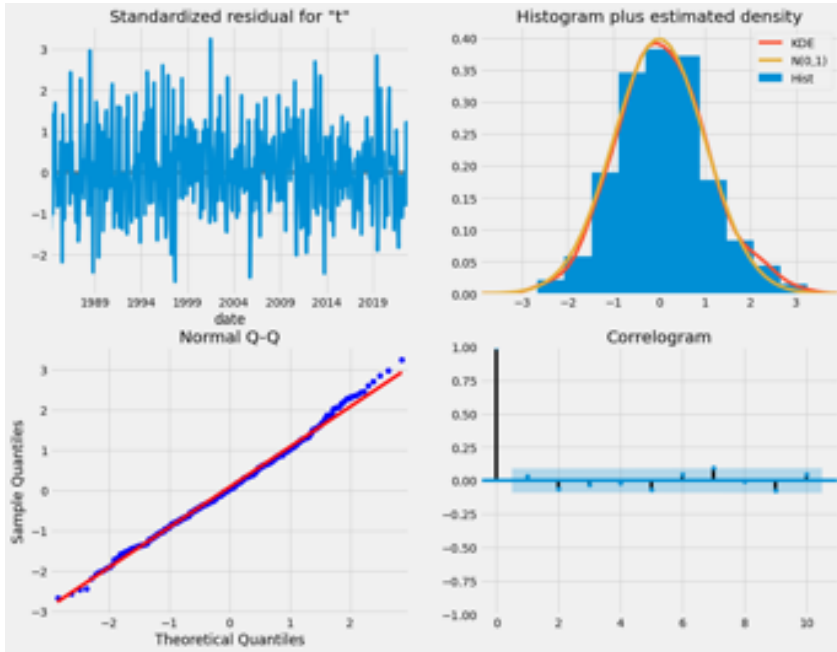 Standardized residual for "t"
3
2
1
0
−1
−2
1989 1994 1999 2004 2009 2014 2019
date
Histogram plus estimated density
0.40
0.35
0.30
0.25
0.20
0.15
0.10
0.05
0.00
KDE
N(0,1)
Hist
−3 −2 −1 0 1 2 3
Normal Q–Q
Sample Quantiles
3
2
1
0
−1
−2
−3
−2 −1 0 1 2
Theoretical Quantiles
Correlogram
1.00
0.75
0.50
0.25
0.00
−0.25
−0.50
−0.75
−1.00
0 2 4 6 8 10